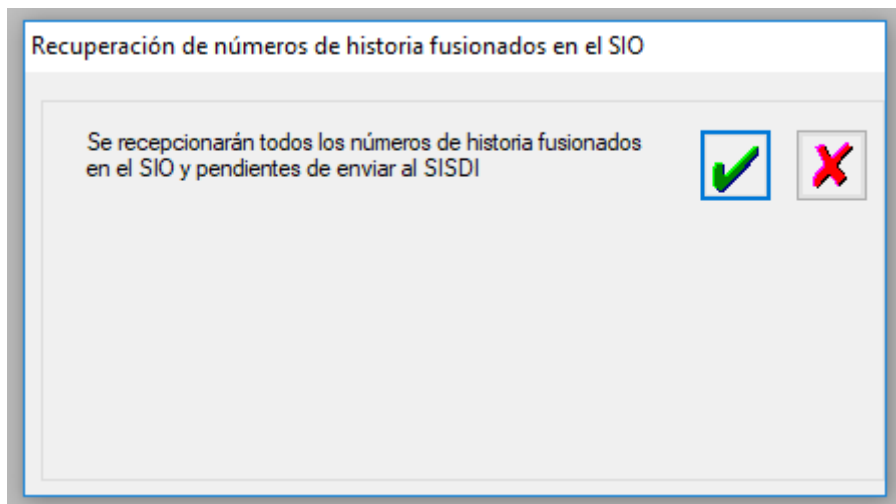 Recuperación de números de historia fusionados en el SIO
Se recepcionarán todos los números de historia fusionados
en el SIO y pendientes de enviar al SISDI